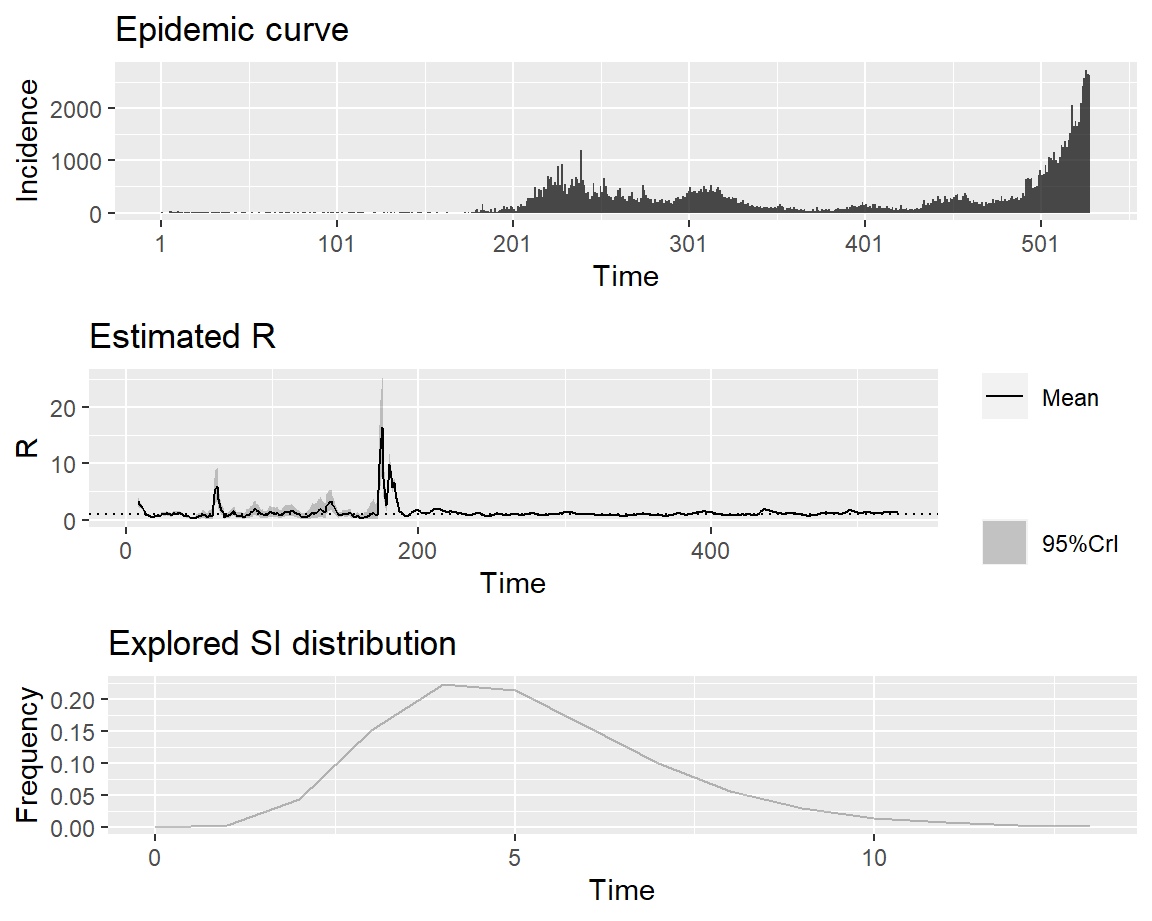 Epidemic curve
Incidence
2000
1000
0
1 101 201 301 401 501
Time
Estimated R
R
20
10
0
0 200 400
Time
Mean
95%CrI
Explored SI distribution
Frequency
0.20
0.15
0.10
0.05
0.00
0 5 10
Time